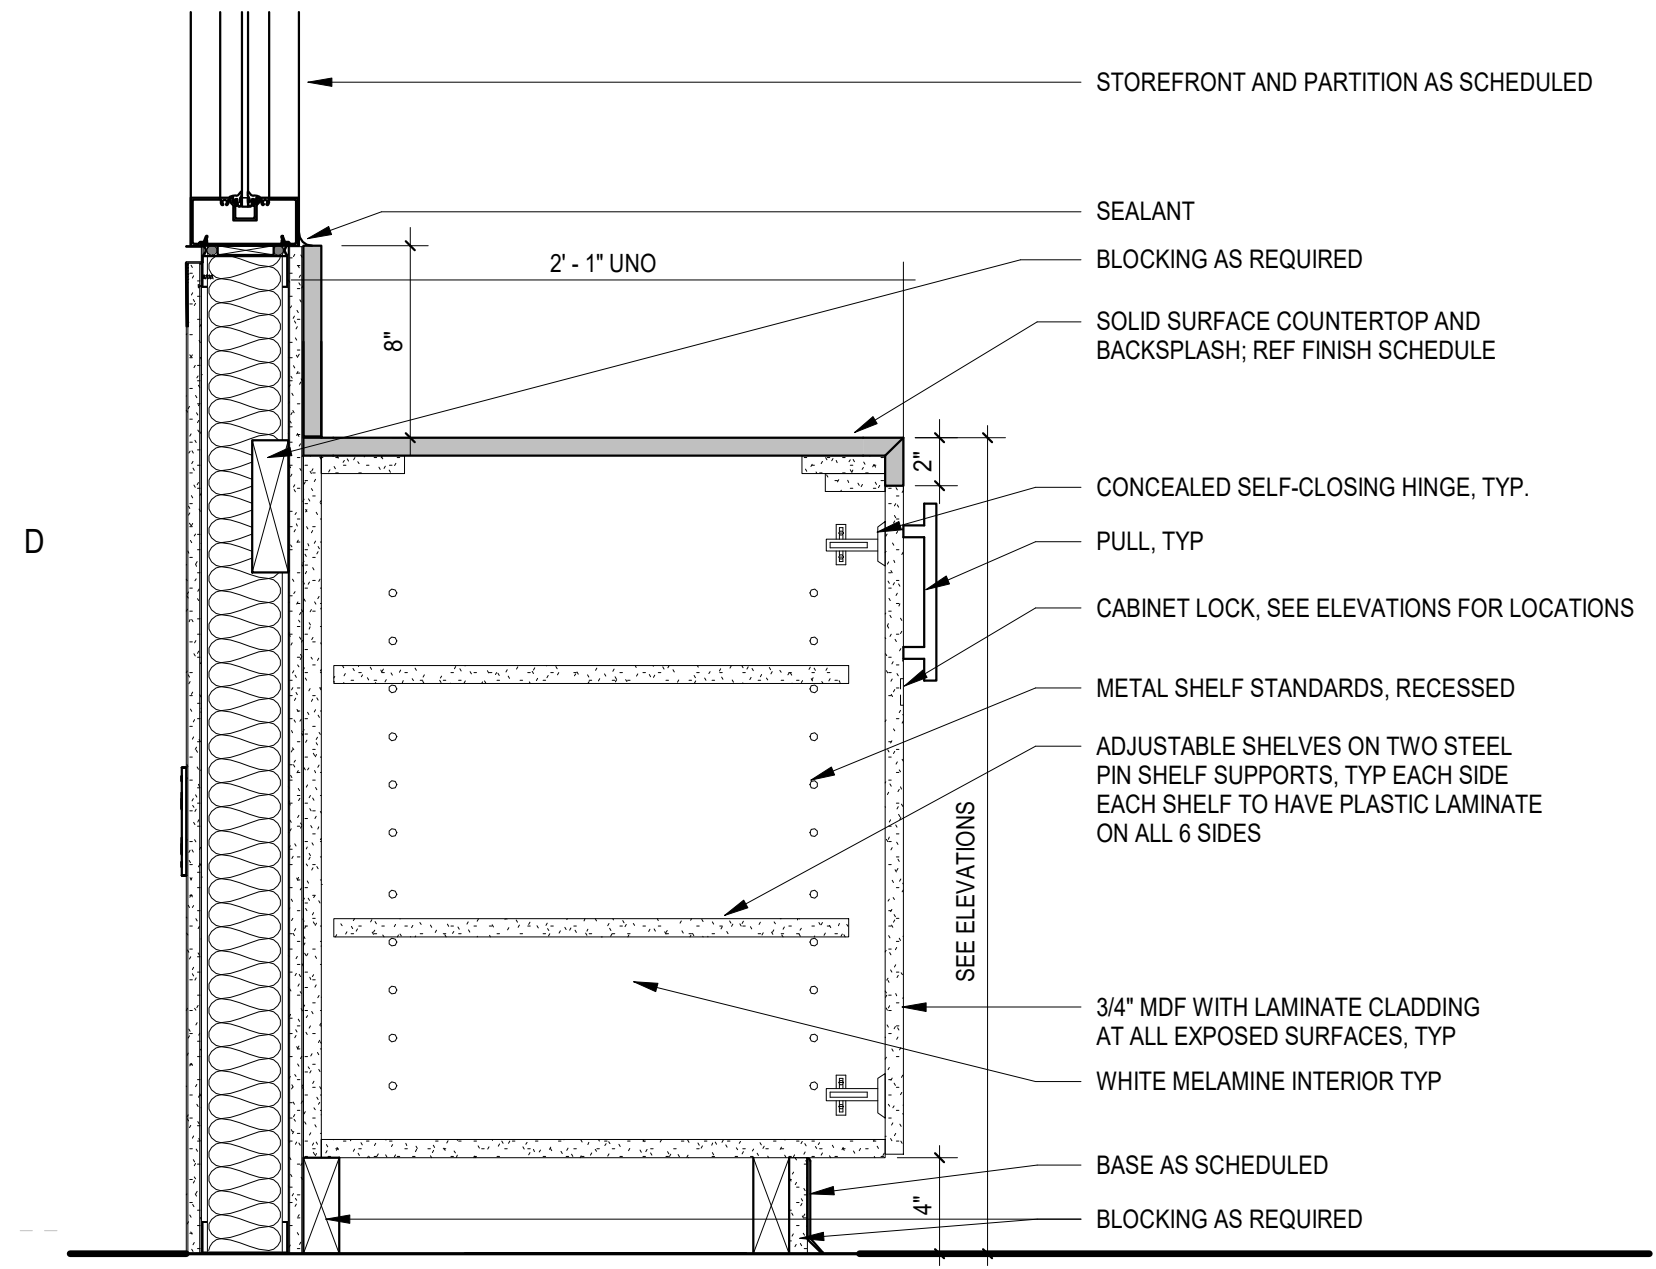 STOREFRONT AND PARTITION AS SCHEDULED
SEALANT
BLOCKING AS REQUIRED
2' - 1" UNO
SOLID SURFACE COUNTERTOP AND
BACKSPLASH; REF FINISH SCHEDULE
8"
2"
CONCEALED SELF-CLOSING HINGE, TYP.
D
PULL, TYP
CABINET LOCK, SEE ELEVATIONS FOR LOCATIONS
METAL SHELF STANDARDS, RECESSED
ADJUSTABLE SHELVES ON TWO STEEL
PIN SHELF SUPPORTS, TYP EACH SIDE
EACH SHELF TO HAVE PLASTIC LAMINATE
ON ALL 6 SIDES
SEE ELEVATIONS
3/4" MDF WITH LAMINATE CLADDING
AT ALL EXPOSED SURFACES, TYP
WHITE MELAMINE INTERIOR TYP
BASE AS SCHEDULED
4"
BLOCKING AS REQUIRED